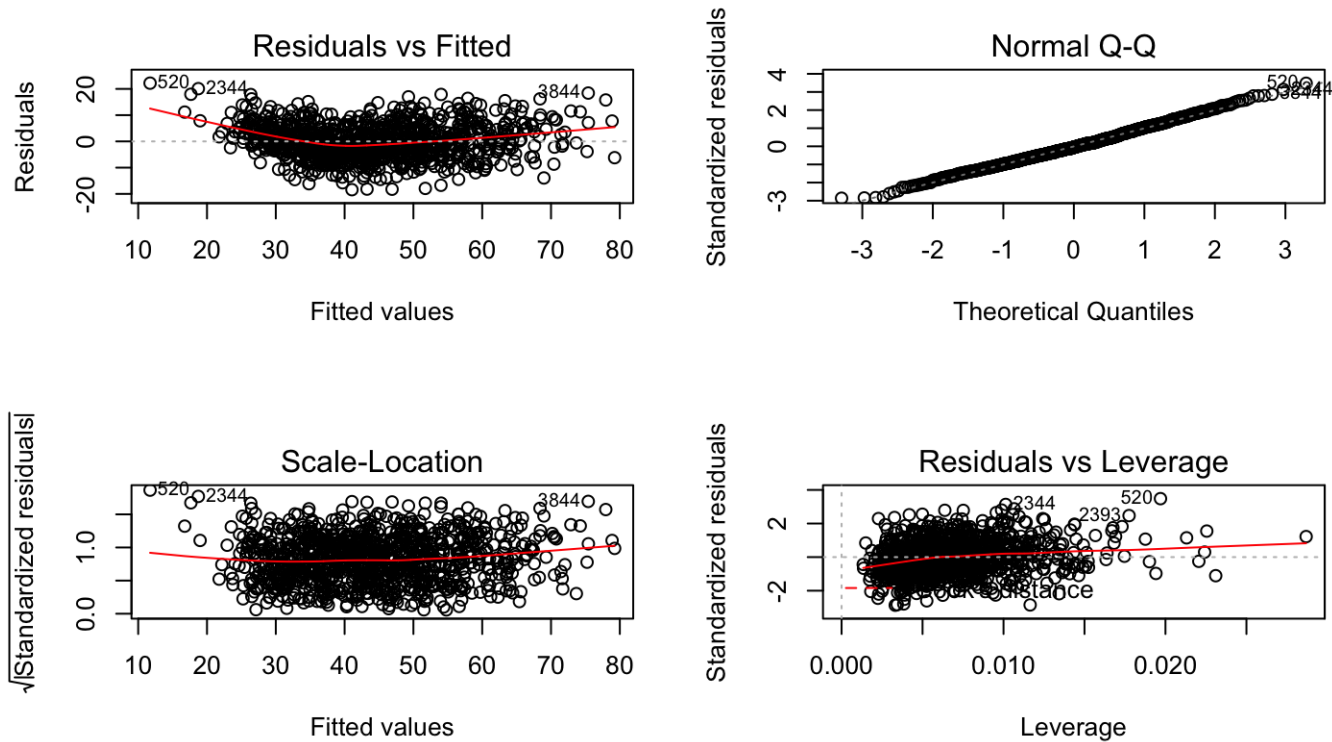 Residuals vs Fitted
Residuals
20
0
-20
520
2344
3844
10 20 30 40 50 60 70 80
Fitted values
Normal Q-Q
Standardized residuals
4
2
0
-3
520
2344
3844
-3 -2 -1 0 1 2 3
Theoretical Quantiles
Scale-Location
√|Standardized residuals|
1.0
0.0
520
2344
3844
10 20 30 40 50 60 70 80
Fitted values
Residuals vs Leverage
Standardized residuals
2
-2
2344
520
2393
distance
0.000 0.010 0.020
Leverage